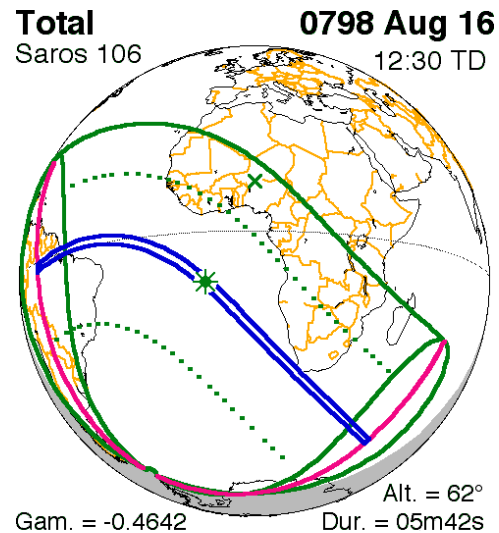 Total
0798 Aug 16
Saros 106
12:30 TD
Alt. = 62°
Gam. = -0.4642
Dur. = 05m42s